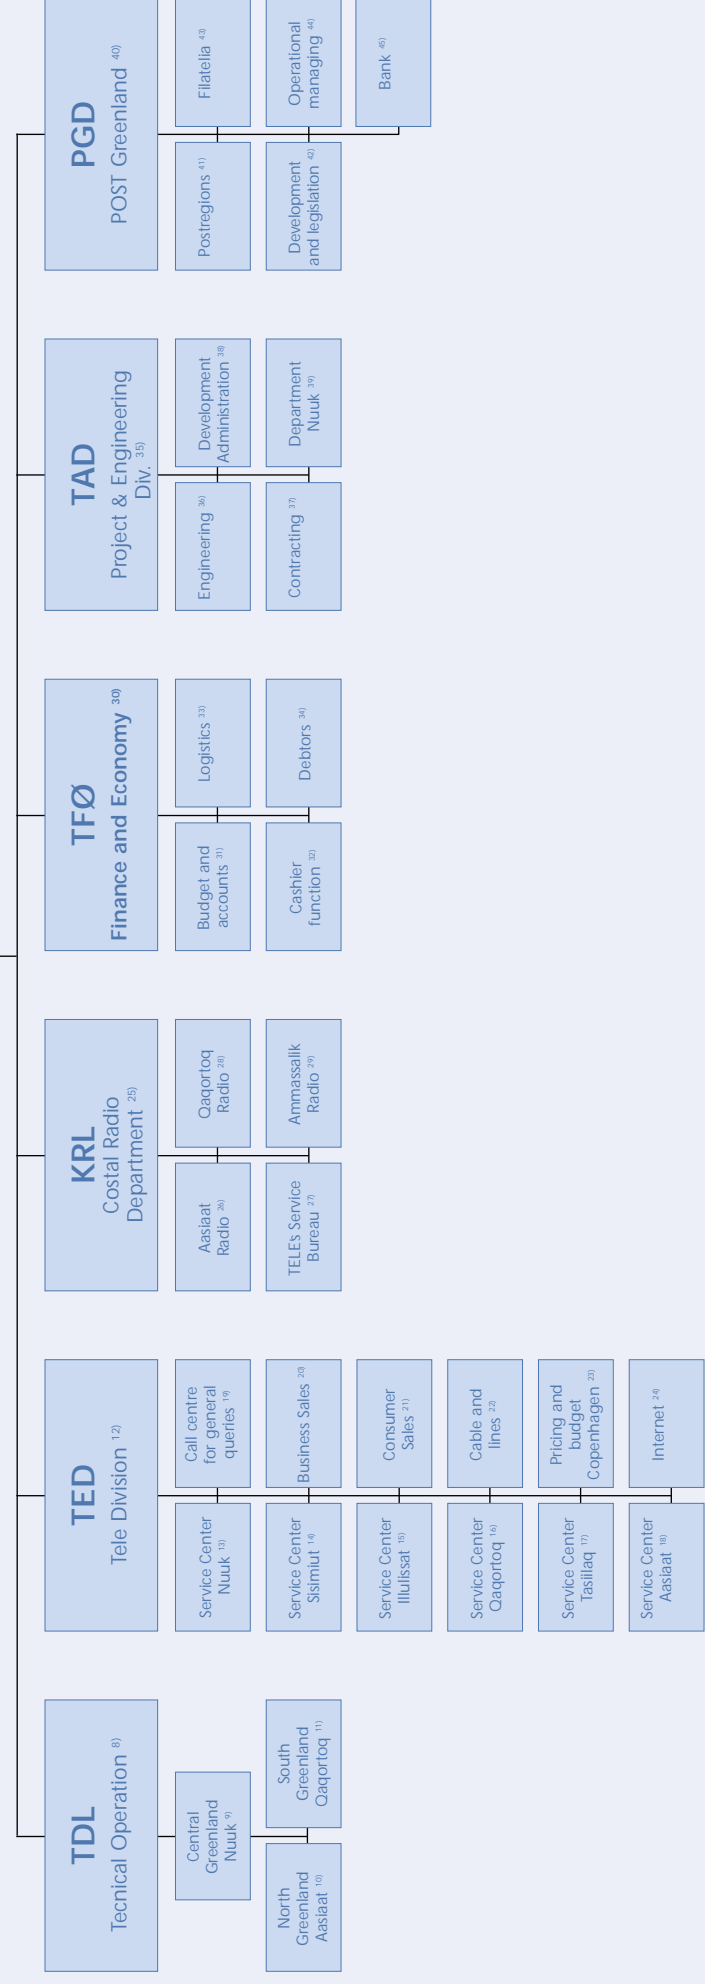 TDL
Tecnical Operation 8)
Central
Greenland
Nuuk 9)
North
Greenland
Aasiaat 10)
South
Greenland
Qaqortoq 11)
TED
Tele Division 12)
Service Center
Nuuk 13)
Call centre
for general
queries 19)
Service Center
Sisimiut 14)
Business Sales 20)
Service Center
Illulissat 15)
Consumer
Sales 21)
Service Center
Qaqortoq 16)
Cable and
lines 22)
Service Center
Tasiilaq 17)
Pricing and
budget
Copenhagen 23)
Service Center
Aasiaat 18)
Internet 24)
KRL
Costal Radio
Department 25)
Aasiaat
Radio 26)
Qaqortoq
Radio 28)
TELE's Service
Bureau 27)
Ammassalik
Radio 29)
TFØ
Finance and Economy 30)
Budget and
accounts 31)
Logistics 33)
Cashier
function 32)
Debtors 34)
TAD
Project & Engineering
Div. 35)
Engineering 36)
Development
Administration 38)
Contracting 37)
Department
Nuuk 39)
PGD
POST Greenland 40)
Postregions 41)
Filatelia 43)
Development
and legislation 42)
Operational
managing 44)
Bank 45)